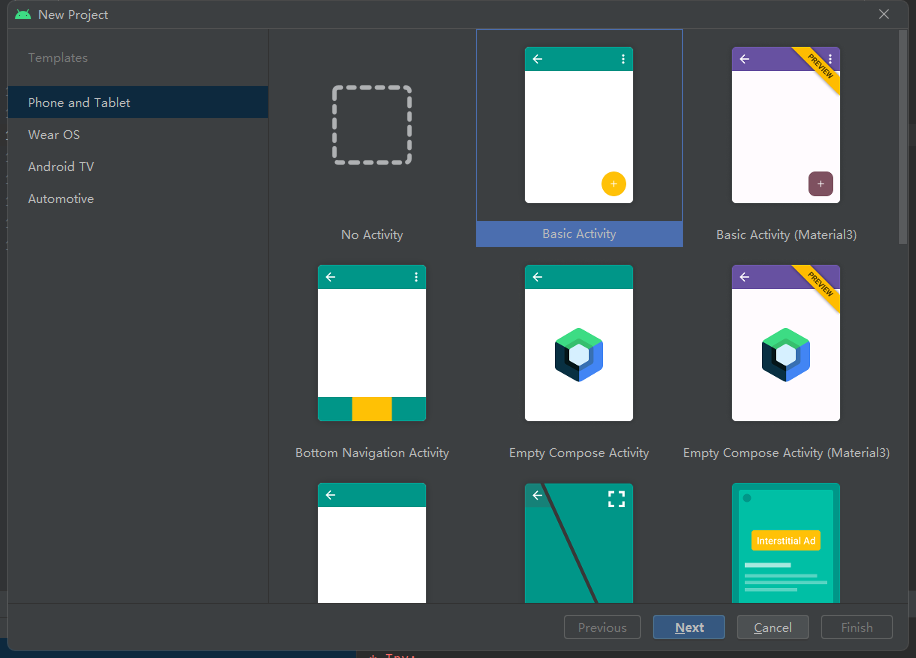 New Project
Templates
Phone and Tablet
Wear OS
Android TV
Automotive
No Activity
Basic Activity
PREVIEW
Basic Activity (Material3)
Bottom Navigation Activity
Empty Compose Activity
PREVIEW
Empty Compose Activity (Material3)
Interstitial Ad
Previous
Next
Cancel
Finish